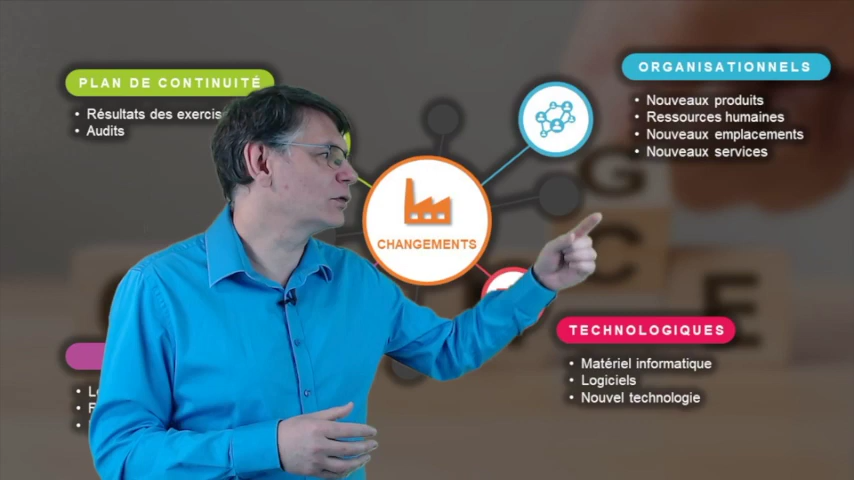 PLAN DE CONTINUITÉ
• Résultats des
• Audits
ORGANISATIONNELS
• Nouveaux produits
• Ressources humaines
• Nouveaux emplacements
• Nouveaux services
CHANGEMENTS
TECHNOLOGIQUES
• Matériel informatique
• Logiciels
• Nouvel technologie
G
C
E